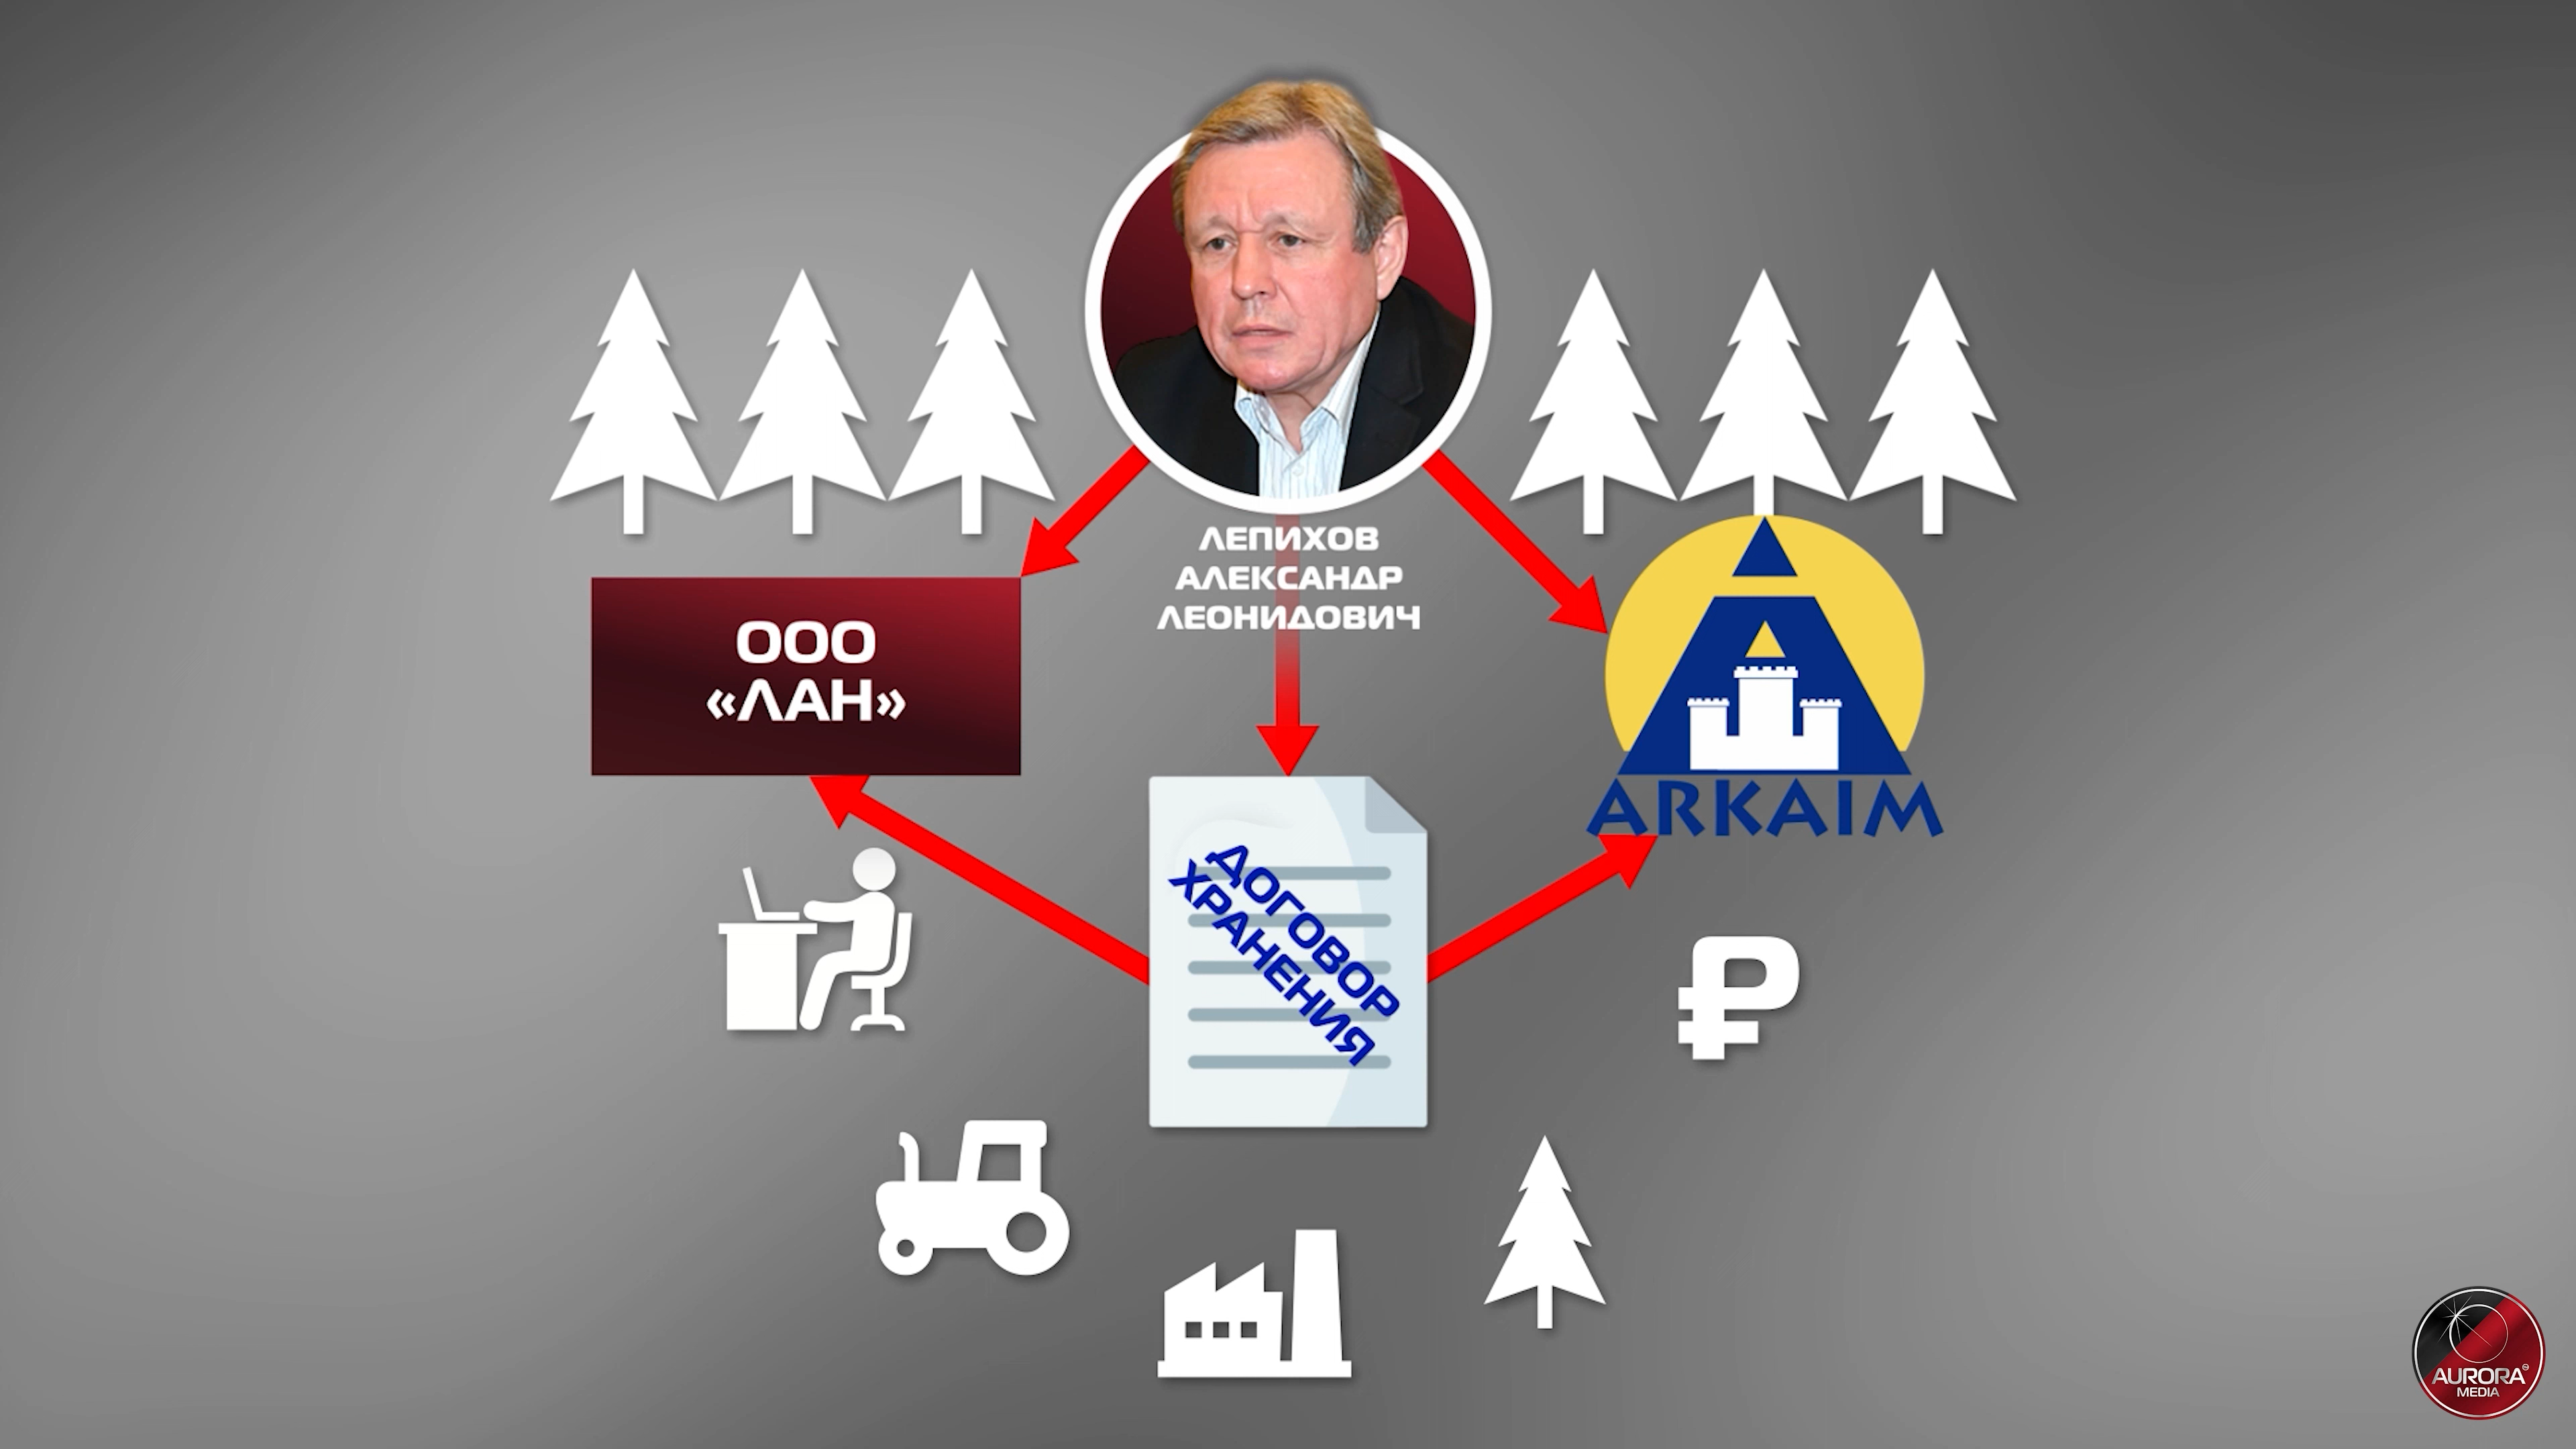 ЛЕПИХОВ
АЛЕКСАНДР
ЛЕОНИДОВИЧ
ООО
«ЛАН»
ARKAIM
ДОГОВОР
ХРАНЕНИЯ
₽
AURORA
MEDIA